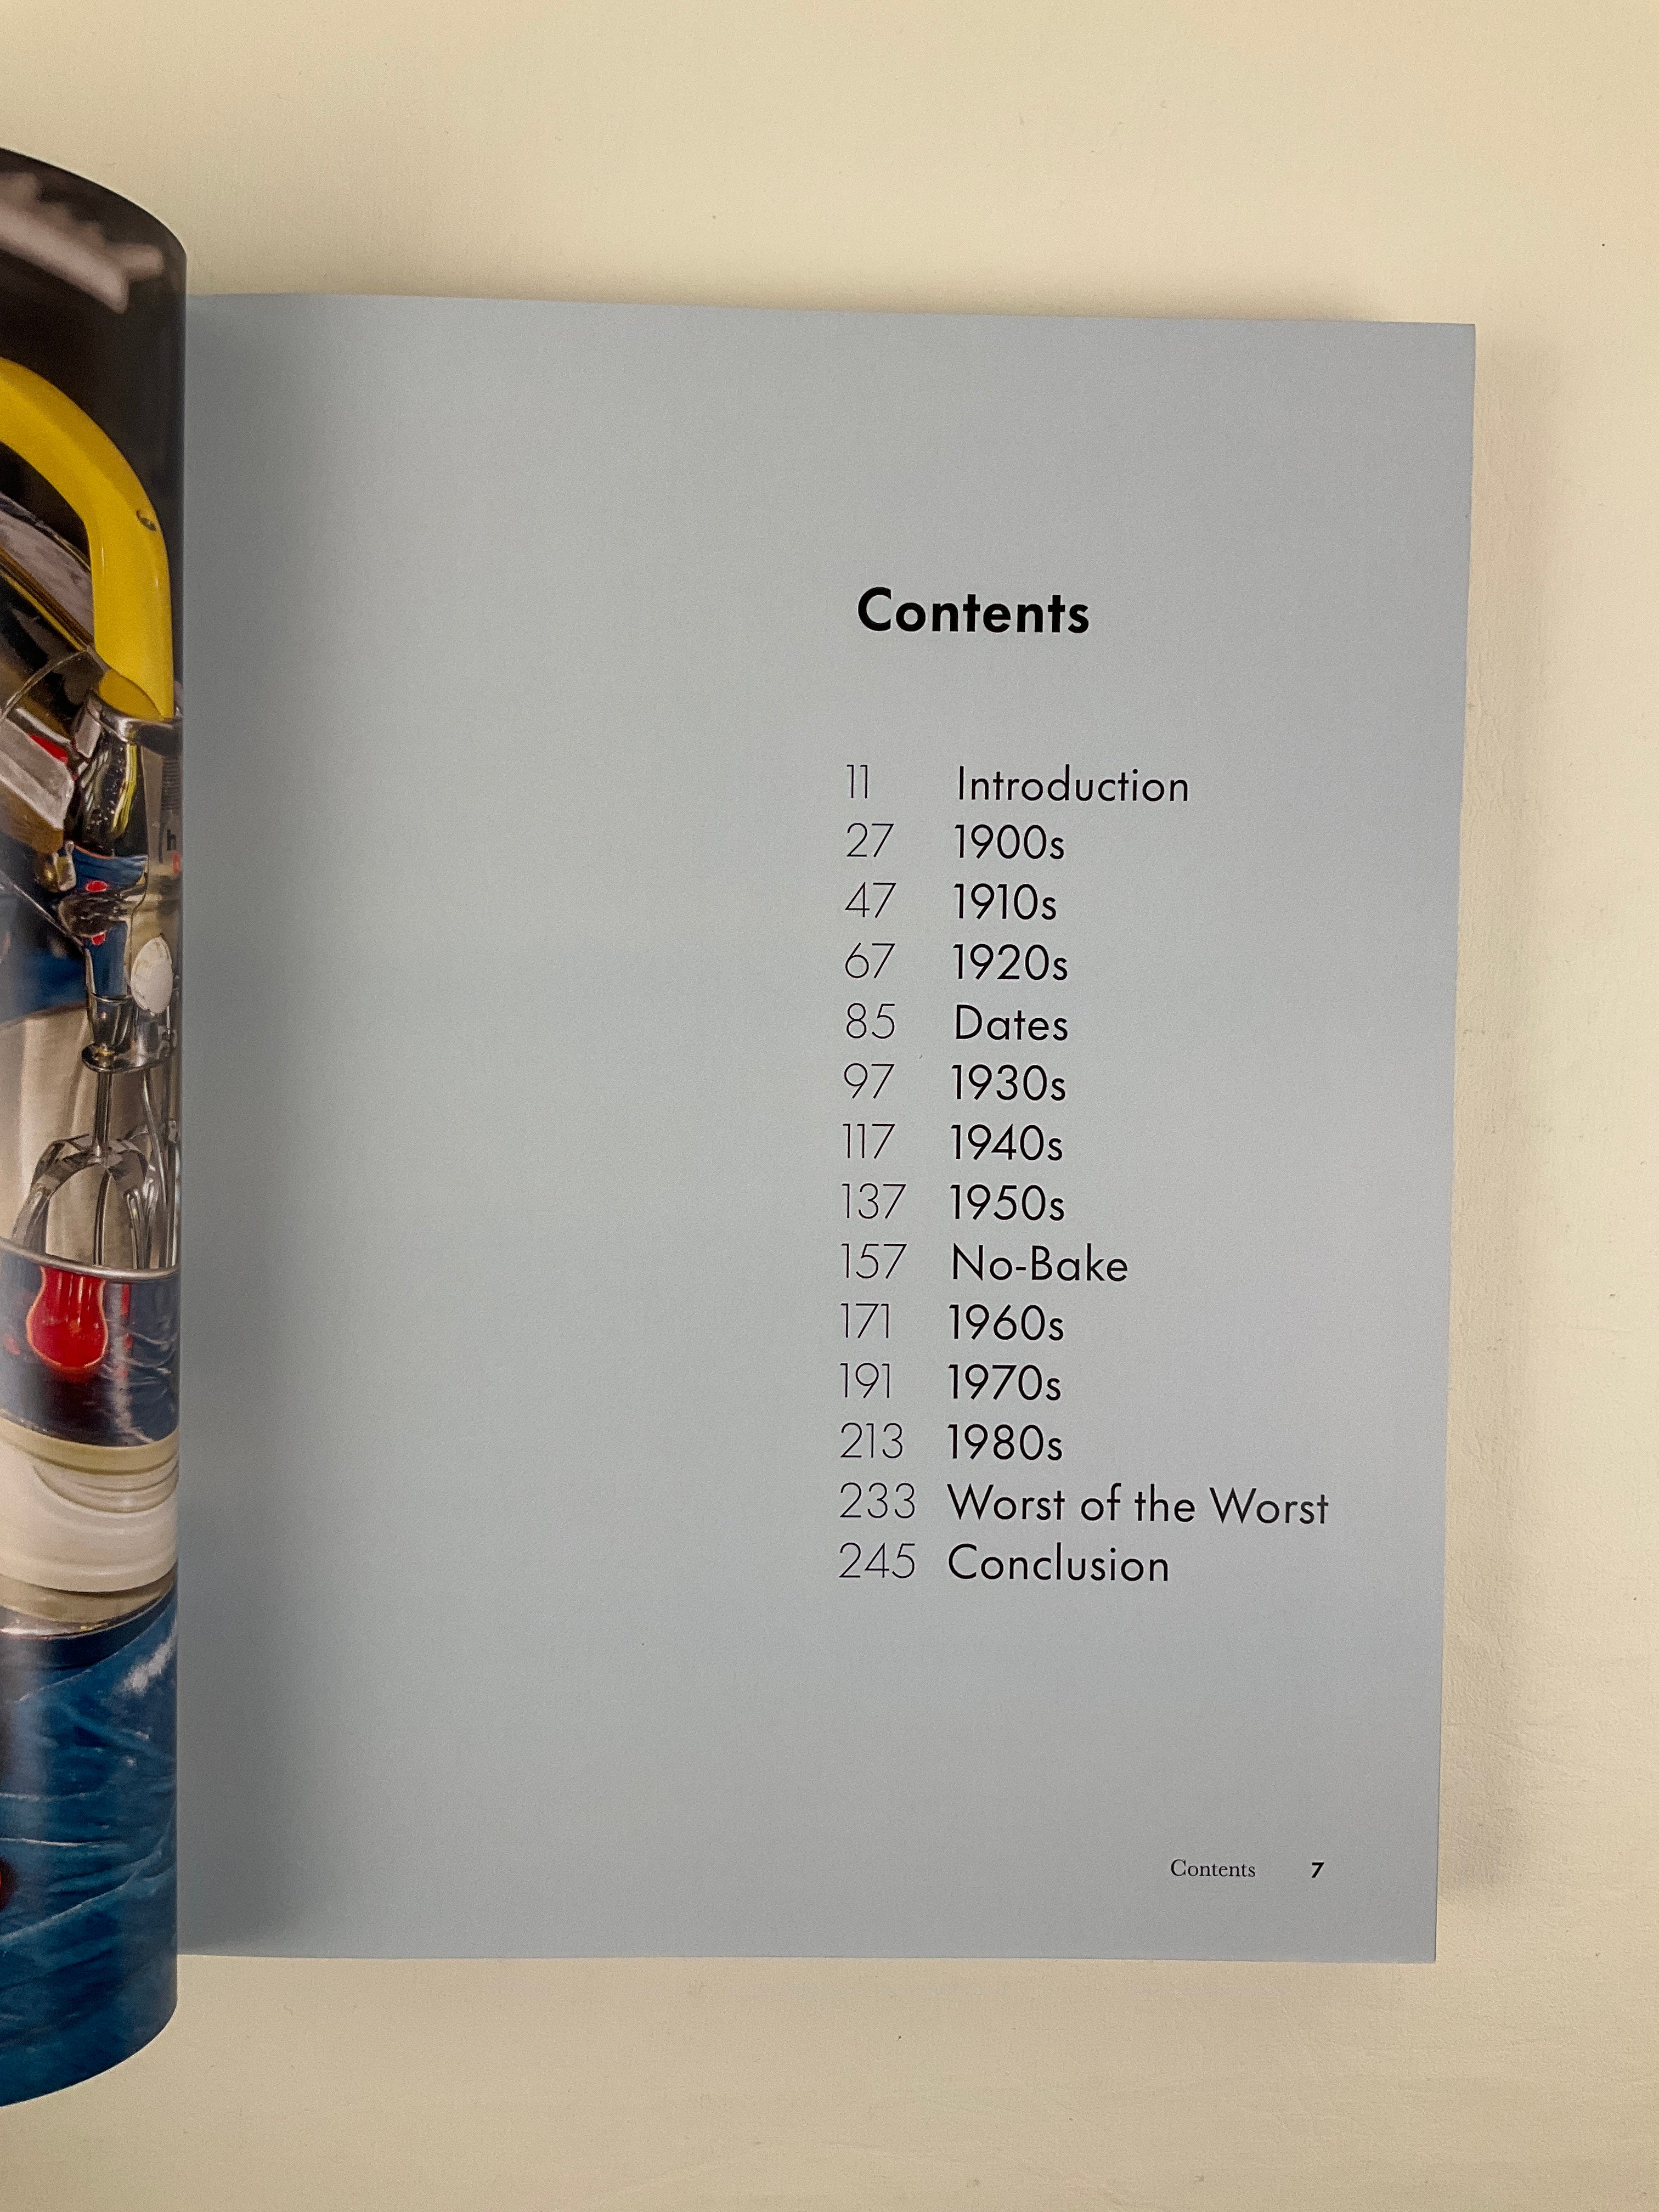 Contents
11 Introduction
27 1900s
47 1910s
67 1920s
85 Dates
97 1930s
117 1940s
137 1950s
157 No-Bake
171 1960s
191 1970s
213 1980s
233 Worst of the Worst
245 Conclusion
Contents 7